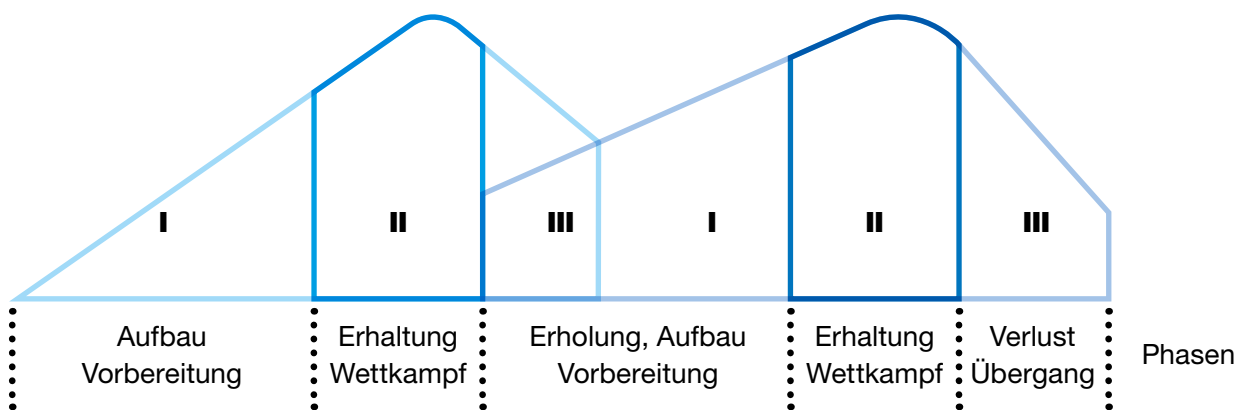 I
II
III
I
II
III
Aufbau
Vorbereitung
Erhaltung
Wettkampf
Erholung, Aufbau
Vorbereitung
Erhaltung
Wettkampf
Verlust
Übergang
Phasen